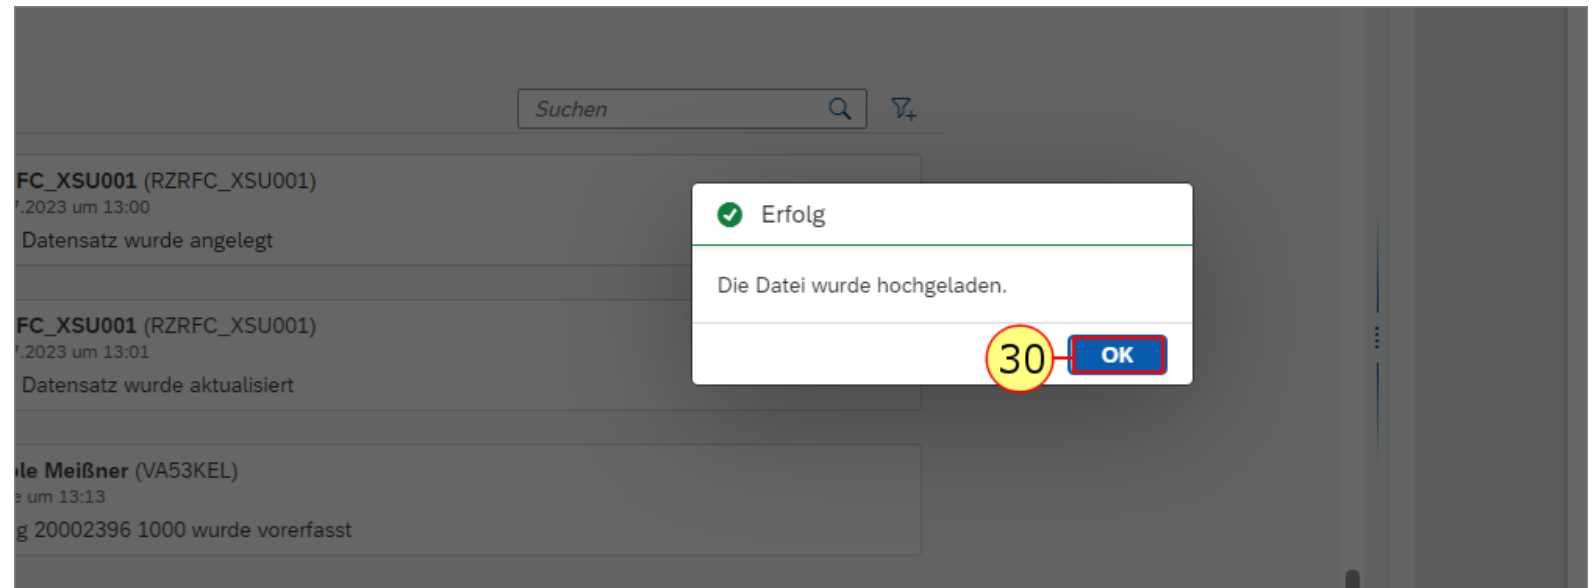 Suchen
FC_XSU001 (RZRFC_XSU001)
.2023 um 13:00
Datensatz wurde angelegt
Erfolg
Die Datei wurde hochgeladen.
30
OK
FC_XSU001 (RZRFC_XSU001)
.2023 um 13:01
Datensatz wurde aktualisiert
le Meißner (VA53KEL)
e um 13:13
g 20002396 1000 wurde vorerfasst